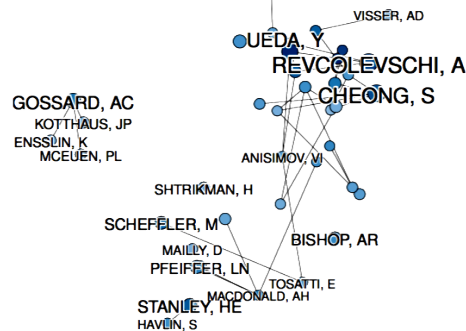 VISSER, AD
UEDA, Y
REVCOLEVSCHI, A
CHEONG, S
GOSSARD, AC
KOTTHAUS, JP
ENSSLIN, K
MCEUEN, PL
ANISIMOV, VI
SHTRIKMAN, H
SCHEFFLER, M
BISHOP, AR
MAILLY, D
PFEIFFER, LN
TOSATTI, E
MACDONALD, AH
STANLEY, HE
HAVLIN, S